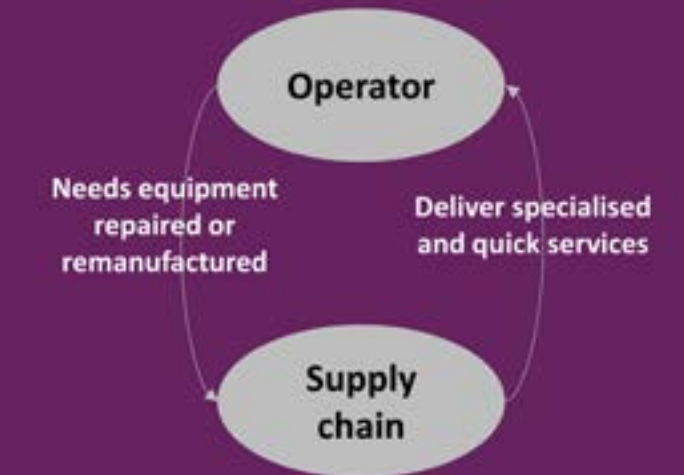 Operator
Needs equipment
repaired or
remanufactured
Deliver specialised
and quick services
Supply
chain